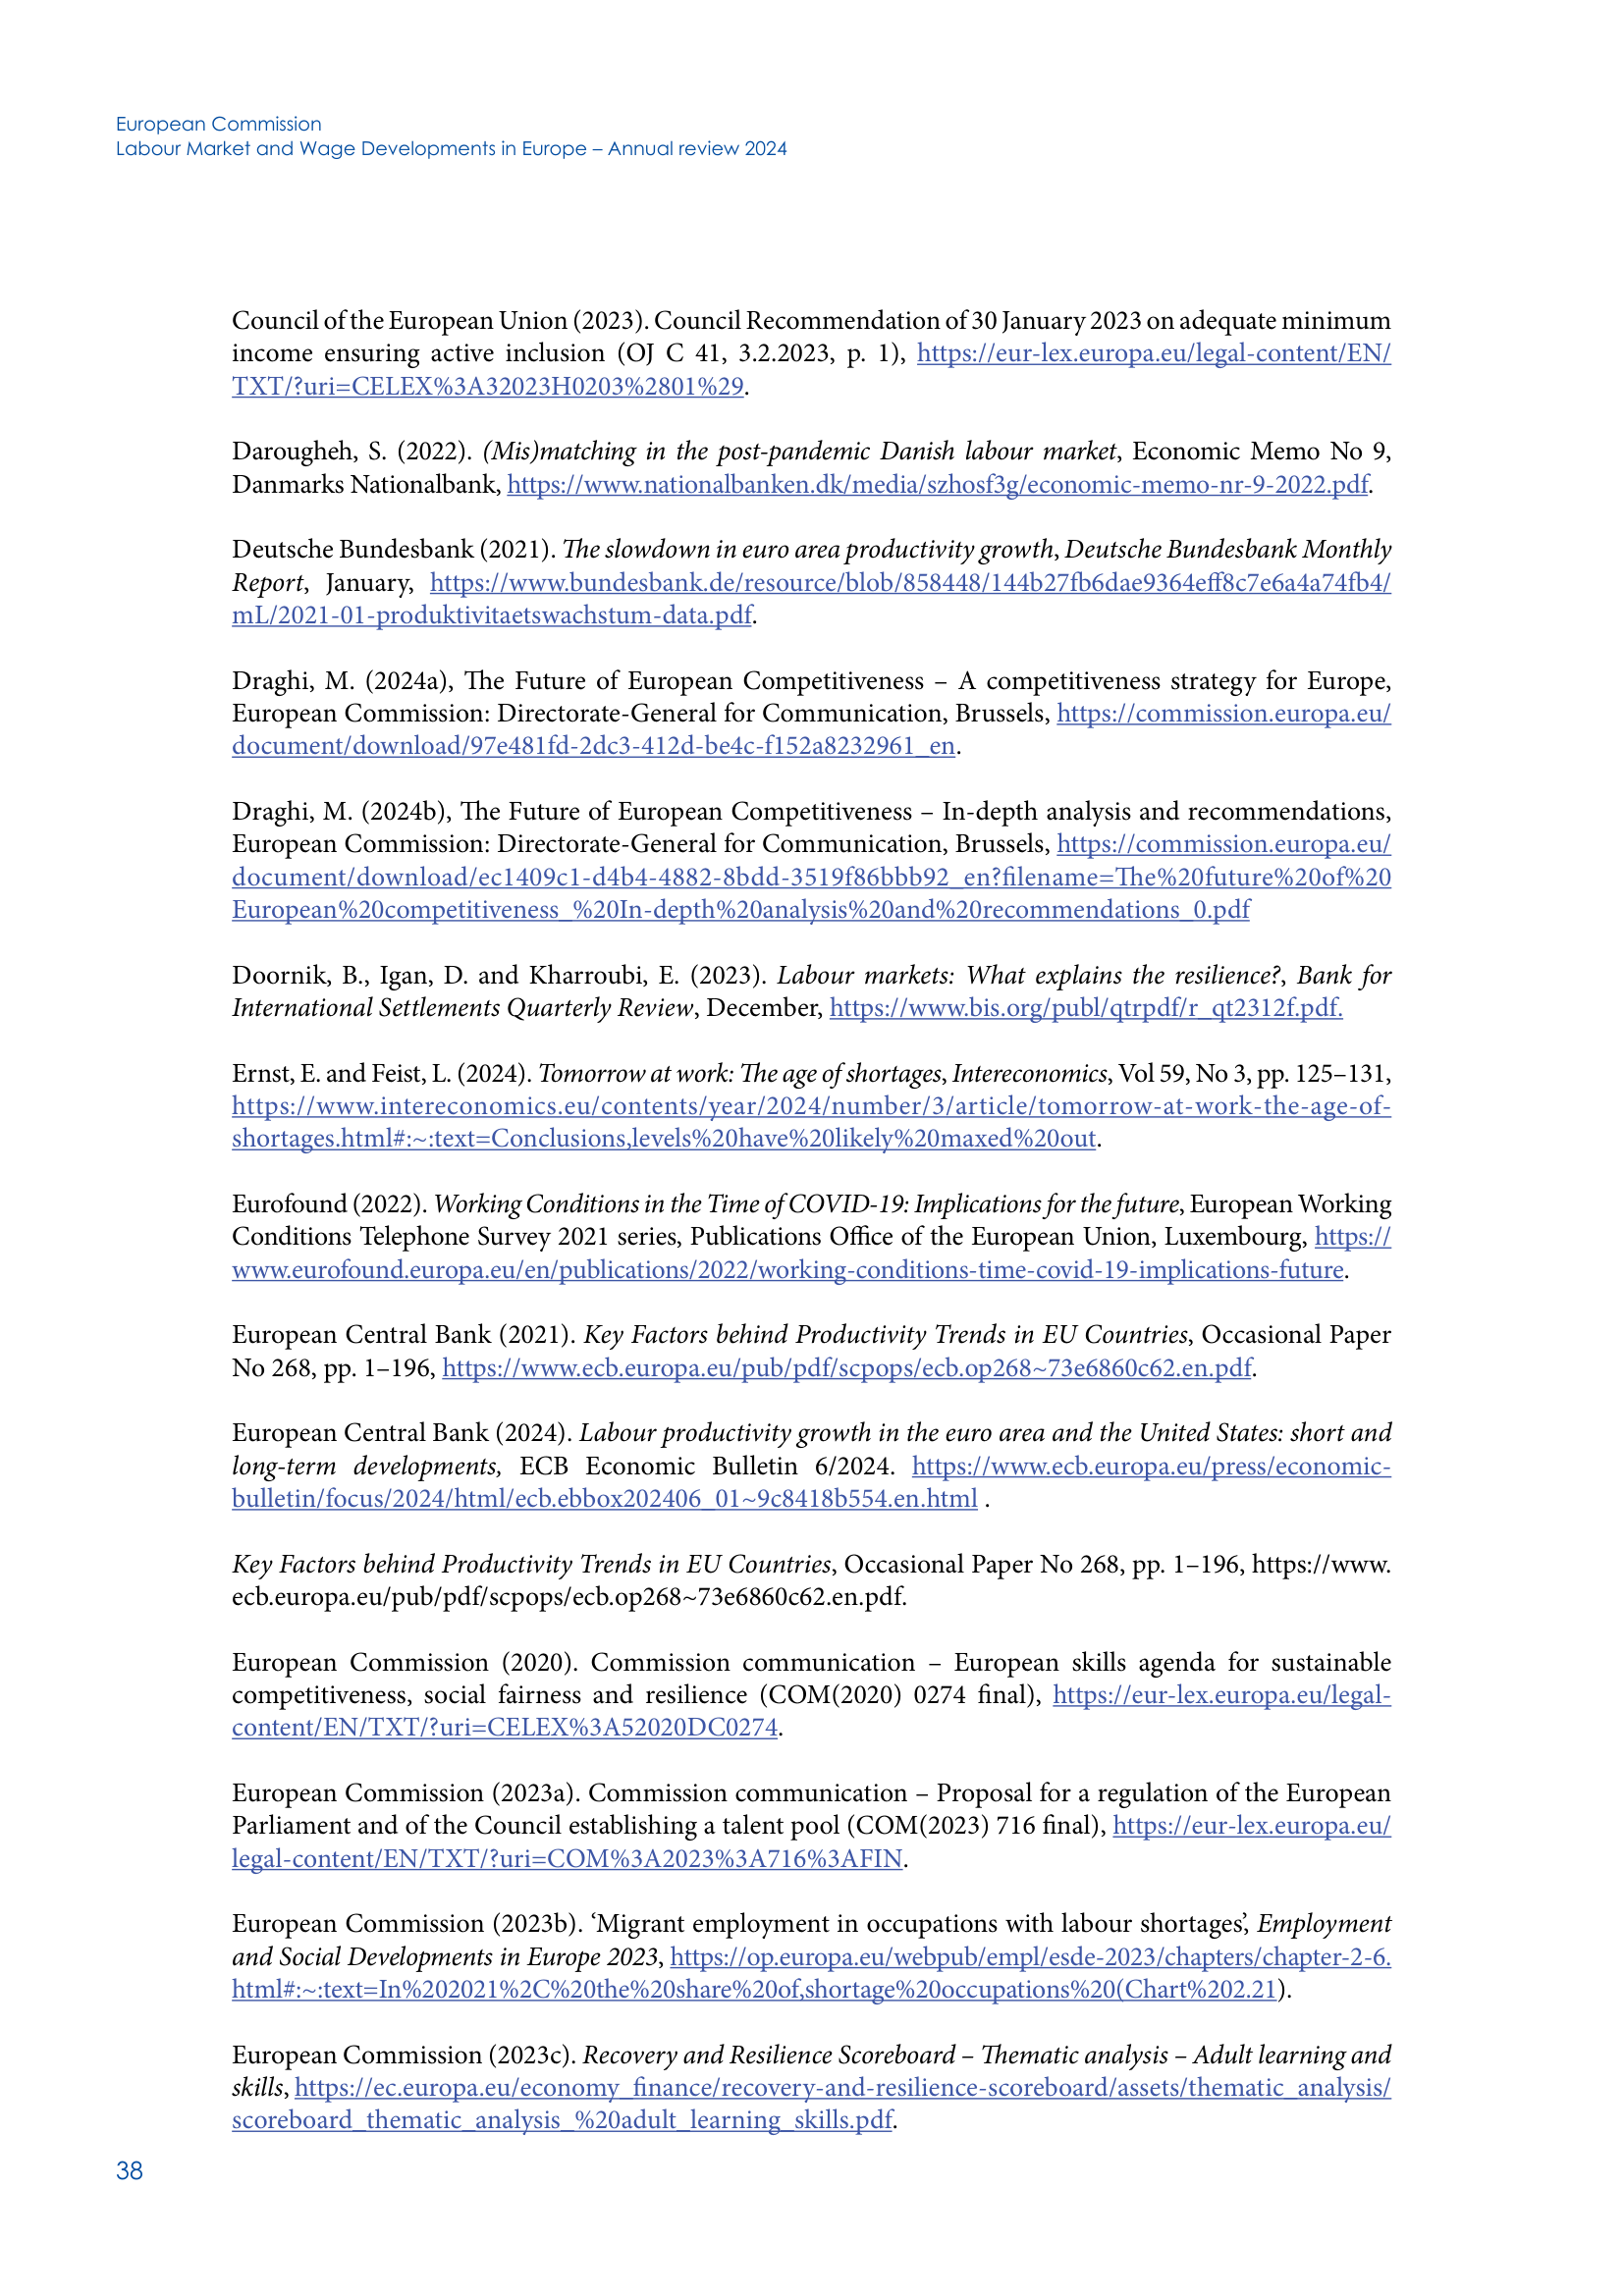 European Commission
Labour Market and Wage Developments in Europe – Annual review 2024
Council of the European Union (2023). Council Recommendation of 30 January 2023 on adequate minimum
income ensuring active inclusion (OJ C 41, 3.2.2023, p. 1), https://eur-lex.europa.eu/legal-content/EN/
TXT/?uri=CELEX%3A32023H0203%2801%29.
Darougheh, S. (2022). (Mis)matching in the post-pandemic Danish labour market, Economic Memo No 9,
Danmarks Nationalbank, https://www.nationalbanken.dk/media/szhosf3g/economic-memo-nr-9-2022.pdf.
Deutsche Bundesbank (2021). The slowdown in euro area productivity growth, Deutsche Bundesbank Monthly
Report, January, https://www.bundesbank.de/resource/blob/858448/144b27fb6dae9364eff8c7e6a4a74fb4/
mL/2021-01-produktivitaetswachstum-data.pdf.
Draghi, M. (2024a), The Future of European Competitiveness – A competitiveness strategy for Europe,
European Commission: Directorate-General for Communication, Brussels, https://commission.europa.eu/
document/download/97e481fd-2dc3-412d-be4c-f152a8232961_en.
Draghi, M. (2024b), The Future of European Competitiveness – In-depth analysis and recommendations,
European Commission: Directorate-General for Communication, Brussels, https://commission.europa.eu/
document/download/ec1409c1-d4b4-4882-8bdd-3519f86bbb92_en?filename=The%20future%20of%20
European%20competitiveness_%20In-depth%20analysis%20and%20recommendations_0.pdf
Doornik, B., Igan, D. and Kharroubi, E. (2023). Labour markets: What explains the resilience?, Bank for
International Settlements Quarterly Review, December, https://www.bis.org/publ/qtrpdf/r_qt2312f.pdf.
Ernst, E. and Feist, L. (2024). Tomorrow at work: The age of shortages, Intereconomics, Vol 59, No 3, pp. 125–131,
https://www.intereconomics.eu/contents/year/2024/number/3/article/tomorrow-at-work-the-age-of-
shortages.html#:~:text=Conclusions,levels%20have%20likely%20maxed%20out.
Eurofound (2022). Working Conditions in the Time of COVID-19: Implications for the future, European Working
Conditions Telephone Survey 2021 series, Publications Office of the European Union, Luxembourg, https://
www.eurofound.europa.eu/en/publications/2022/working-conditions-time-covid-19-implications-future.
European Central Bank (2021). Key Factors behind Productivity Trends in EU Countries, Occasional Paper
No 268, pp. 1–196, https://www.ecb.europa.eu/pub/pdf/scpops/ecb.op268~73e6860c62.en.pdf.
European Central Bank (2024). Labour productivity growth in the euro area and the United States: short and
long-term developments, ECB Economic Bulletin 6/2024. https://www.ecb.europa.eu/press/economic-
bulletin/focus/2024/html/ecb.ebbox202406_01~9c8418b554.en.html .
Key Factors behind Productivity Trends in EU Countries, Occasional Paper No 268, pp. 1–196, https://www.
ecb.europa.eu/pub/pdf/scpops/ecb.op268~73e6860c62.en.pdf.
European Commission (2020). Commission communication – European skills agenda for sustainable
competitiveness, social fairness and resilience (COM(2020) 0274 final), https://eur-lex.europa.eu/legal-
content/EN/TXT/?uri=CELEX%3A52020DC0274.
European Commission (2023a). Commission communication – Proposal for a regulation of the European
Parliament and of the Council establishing a talent pool (COM(2023) 716 final), https://eur-lex.europa.eu/
legal-content/EN/TXT/?uri=COM%3A2023%3A716%3AFIN.
European Commission (2023b). ‘Migrant employment in occupations with labour shortages’, Employment
and Social Developments in Europe 2023, https://op.europa.eu/webpub/empl/esde-2023/chapters/chapter-2-6.
html#:~:text=In%202021%2C%20the%20share%20of,shortage%20occupations%20(Chart%202.21).
European Commission (2023c). Recovery and Resilience Scoreboard – Thematic analysis – Adult learning and
skills, https://ec.europa.eu/economy_finance/recovery-and-resilience-scoreboard/assets/thematic_analysis/
scoreboard_thematic_analysis_%20adult_learning_skills.pdf.
38